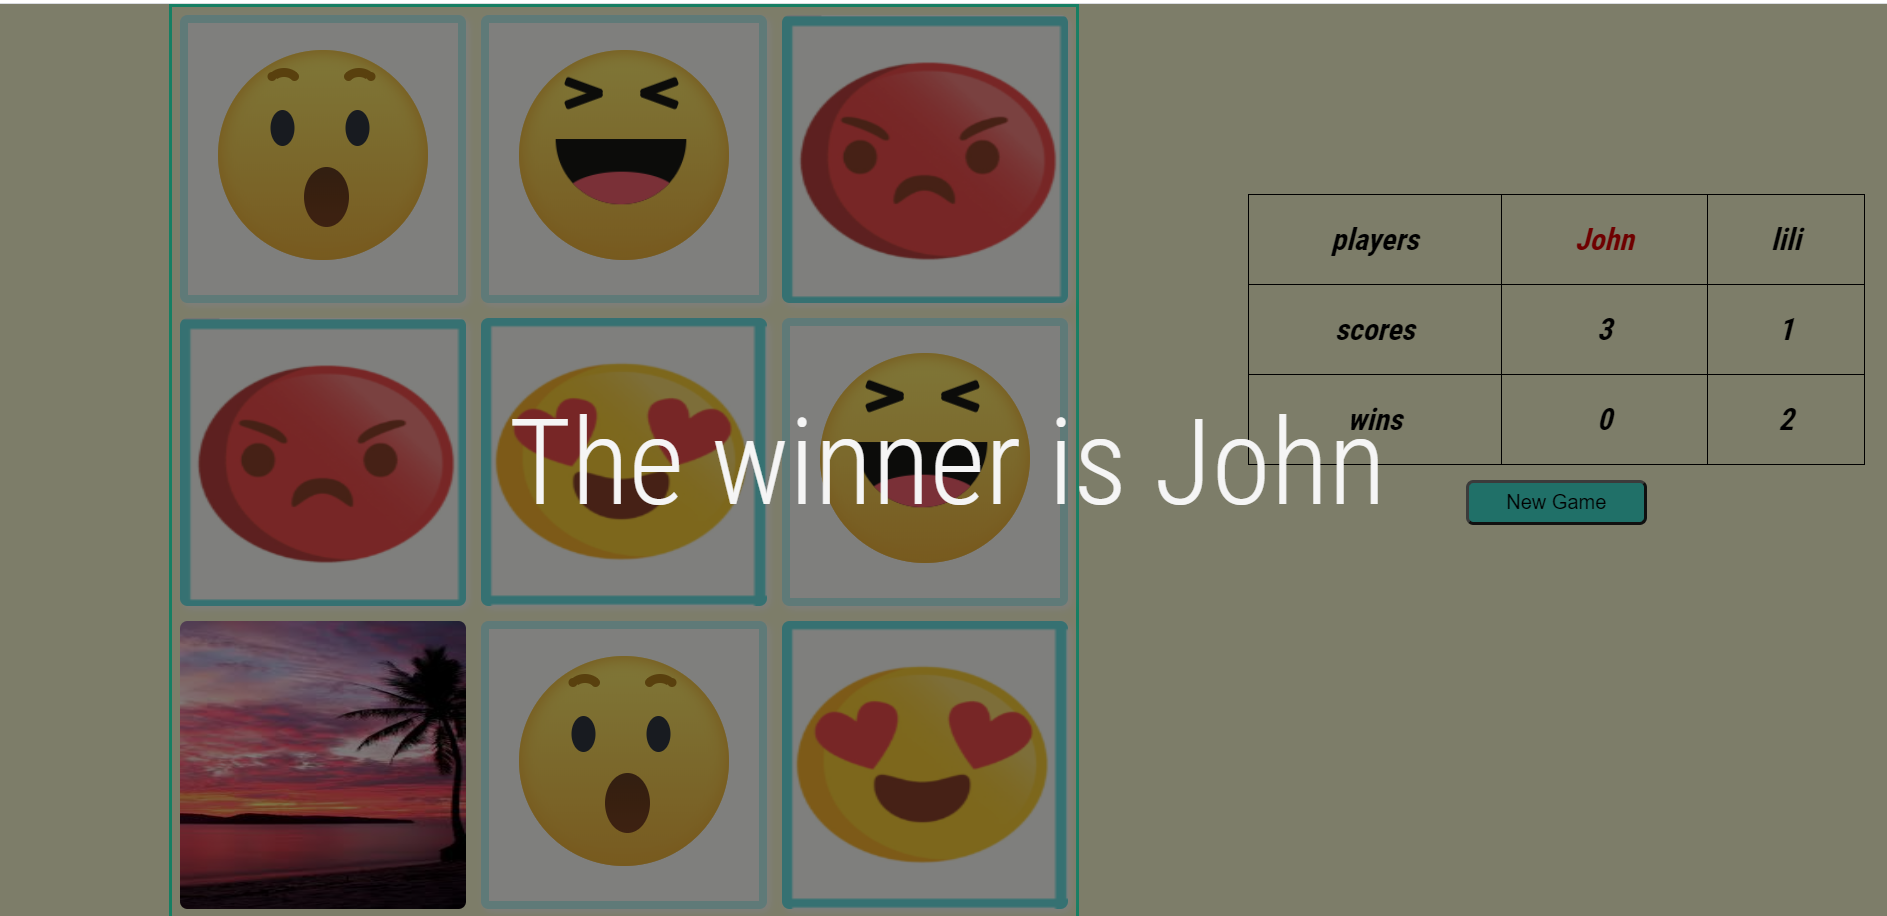 players John lili
scores 3 1
wins 0 2
The winner is John
New Game